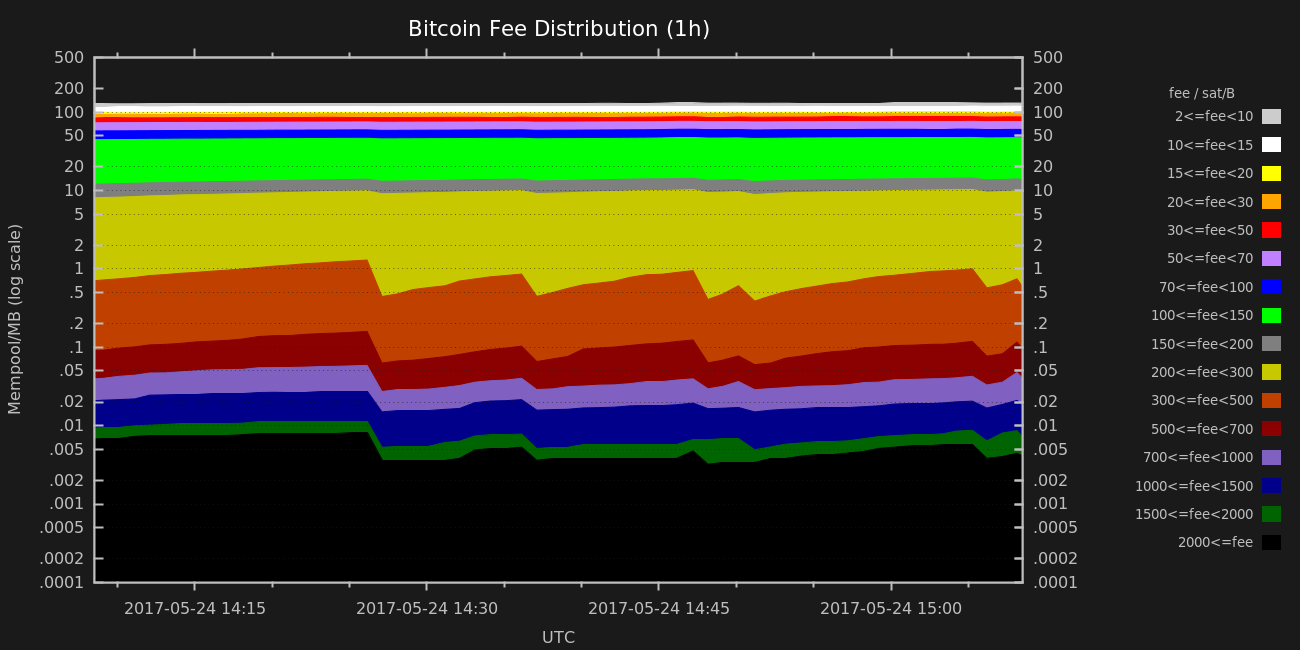 Bitcoin Fee Distribution (1h)
Mempool/MB (log scale)
500
200
100
50
20
10
5
2
1
.5
.2
.1
.05
.02
.01
.005
.002
.001
.0005
.0002
.0001
500
200
100
50
20
10
5
2
1
.5
.2
.1
.05
.02
.01
.005
.002
.001
.0005
.0002
.0001
2017-05-24 14:15
2017-05-24 14:30
2017-05-24 14:45
2017-05-24 15:00
UTC
fee / sat/B
2<=fee<10
10<=fee<15
15<=fee<20
20<=fee<30
30<=fee<50
50<=fee<70
70<=fee<100
100<=fee<150
150<=fee<200
200<=fee<300
300<=fee<500
500<=fee<700
700<=fee<1000
1000<=fee<1500
1500<=fee<2000
2000<=fee